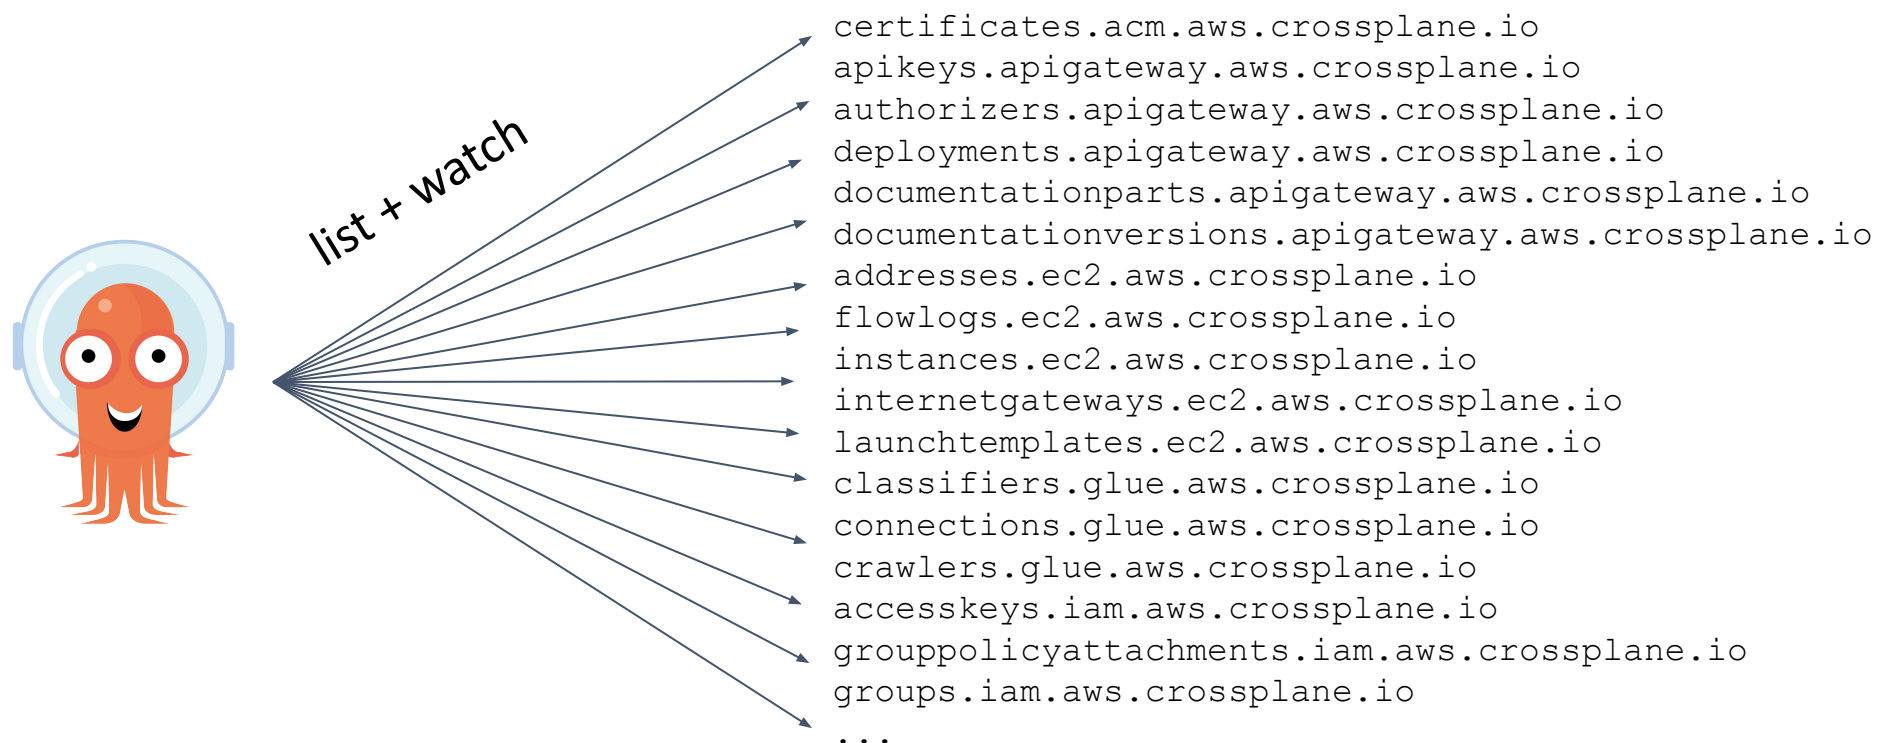 list + watch
certificates.acm.aws.crossplane.io
apikeys.apigateway.aws.crossplane.io
authorizers.apigateway.aws.crossplane.io
deployments.apigateway.aws.crossplane.io
documentationparts.apigateway.aws.crossplane.io
documentationversions.apigateway.aws.crossplane.io
addresses.ec2.aws.crossplane.io
flowlogs.ec2.aws.crossplane.io
instances.ec2.aws.crossplane.io
internetgateways.ec2.aws.crossplane.io
launchtemplates.ec2.aws.crossplane.io
classifiers.glue.aws.crossplane.io
connections.glue.aws.crossplane.io
crawlers.glue.aws.crossplane.io
accesskeys.iam.aws.crossplane.io
grouppolicyattachments.iam.aws.crossplane.io
groups.iam.aws.crossplane.io
...